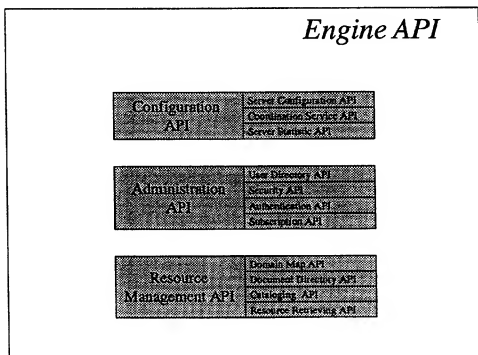 Engine API
Configuration
API
Server Configuration API
Coordination Service API
Server Statistic API
Administration
API
User Directory API
Security API
Authentication API
Subscription API
Resource
Management API
Domain Map API
Document Directory API
Cataloging API
Resource Retrieving API